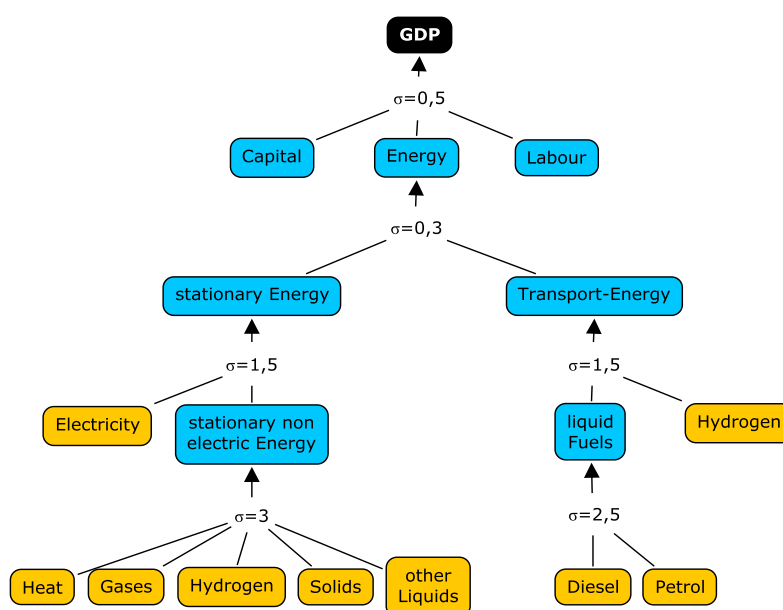 GDP
σ=0,5
Capital
Energy
Labour
σ=0,3
stationary Energy
Transport-Energy
σ=1,5
σ=1,5
Electricity
stationary non
electric Energy
liquid
Fuels
Hydrogen
σ=3
σ=2,5
Heat
Gases
Hydrogen
Solids
other
Liquids
Diesel
Petrol